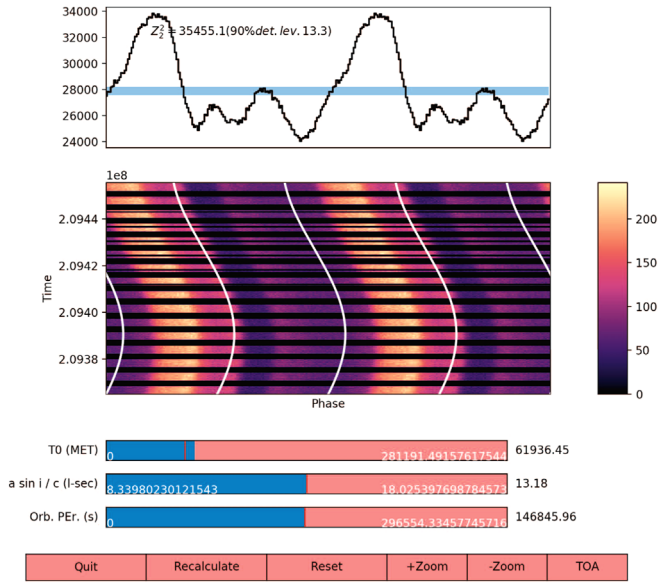 34000
Z₂² = 35455.1(90%det.lev.13.3)
32000
30000
28000
26000
24000
1e8
2.0944
2.0942
2.0940
2.0938
Time
Phase
200
150
100
50
0
T0 (MET) 0 281191.49157617544 61936.45
a sin i / c (l-sec) 8.33980230121543 18.025397698784573 13.18
Orb. PEr. (s) 0 296554.33457745716 146845.96
Quit Recalculate Reset +Zoom -Zoom TOA